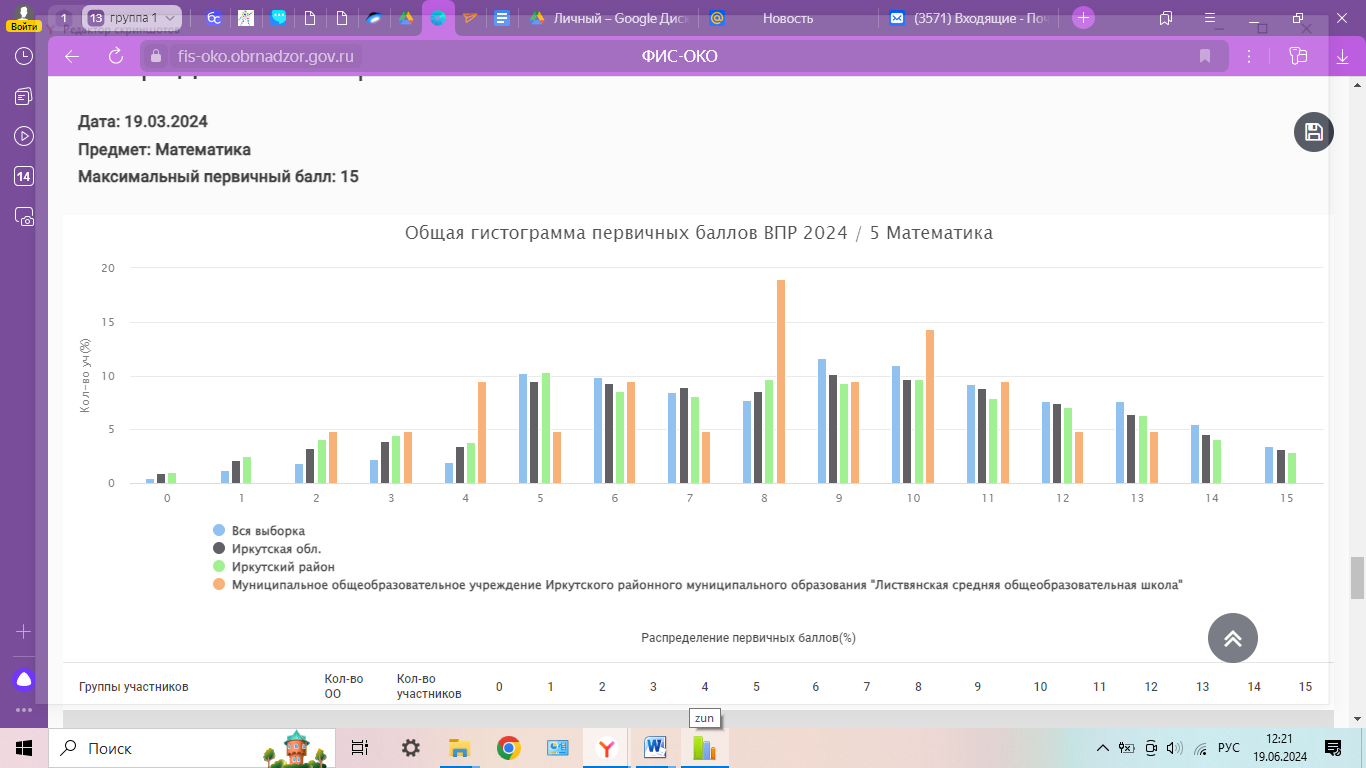 1
13 группа 1
Личный – Google Дис
Новость
(3571) Входящие - Поч
Войти
Редактор скриншотов
fis-oko.obrnadzor.gov.ru
ФИС-ОКО
14
Дата: 19.03.2024
Предмет: Математика
Максимальный первичный балл: 15
Общая гистограмма первичных баллов ВПР 2024 / 5 Математика
Кол-во уч(%)
20
15
10
5
0
0 1 2 3 4 5 6 7 8 9 10 11 12 13 14 15
Вся выборка
Иркутская обл.
Иркутский район
Муниципальное общеобразовательное учреждение Иркутского районного муниципального образования "Листвянская средняя общеобразовательная школа"
Распределение первичных баллов(%)
Группы участников Кол-во ОО Кол-во участников 0 1 2 3 4 5 6 7 8 9 10 11 12 13 14 15
zun
Поиск
РУС
12:21
19.06.2024